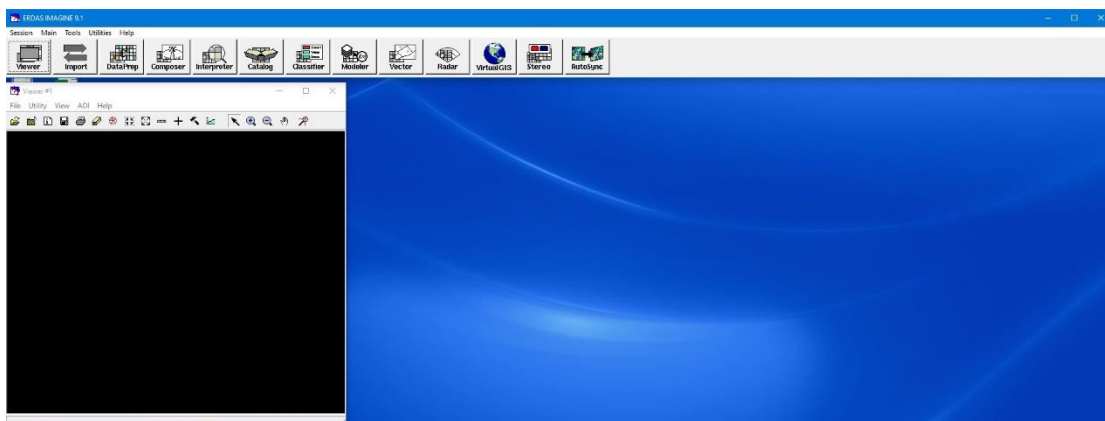 ERDAS IMAGINE 9.1
Session Main Tools Utilities Help
Viewer Import DataPrep Composer Interpreter Catalog Classifier Modeler Vector Radar VirtualGIS Stereo AutoSync
Viewer #1
File Utility View AOI Help